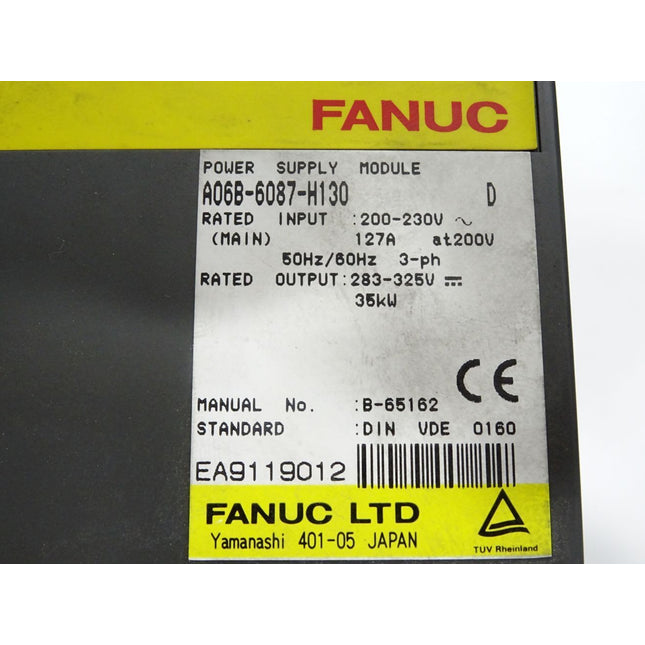 FANUC
POWER SUPPLY MODULE
A06B-6087-H130 D
RATED INPUT :200-230V ~
(MAIN) 127A at200V
50Hz/60Hz 3-ph
RATED OUTPUT:283-325V ⎓
35kW
CE
MANUAL No. :B-65162
STANDARD :DIN VDE 0160
EA9119012
FANUC LTD
Yamanashi 401-05 JAPAN
TUV Rheinland